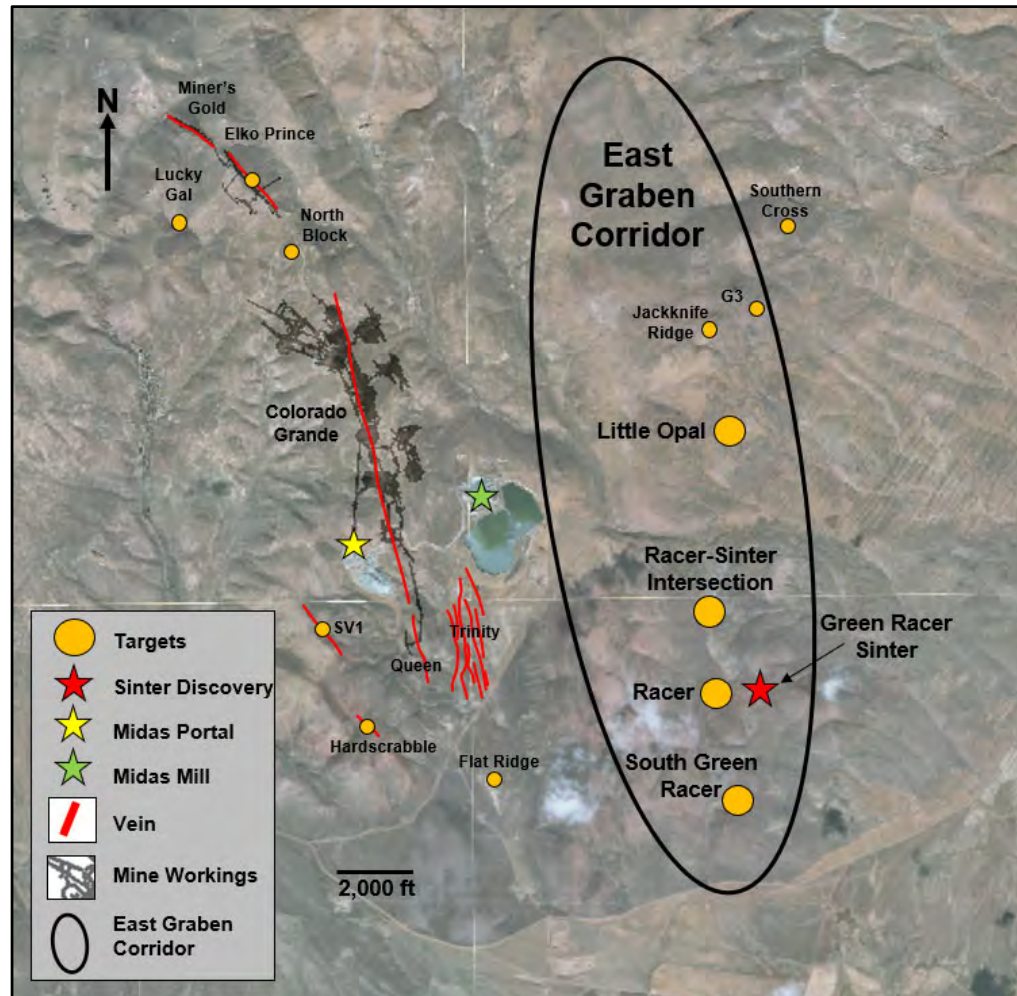 N
Miner's
Gold
Elko Prince
Lucky
Gal
North
Block
East
Graben
Corridor
Southern
Cross
G3
Jackknife
Ridge
Little Opal
Colorado
Grande
Racer-Sinter
Intersection
Green Racer
Sinter
SV1
Queen
Trinity
Racer
Hardscrabble
Flat Ridge
South Green
Racer
2,000 ft
Targets
Sinter Discovery
Midas Portal
Midas Mill
Vein
Mine Workings
East Graben
Corridor